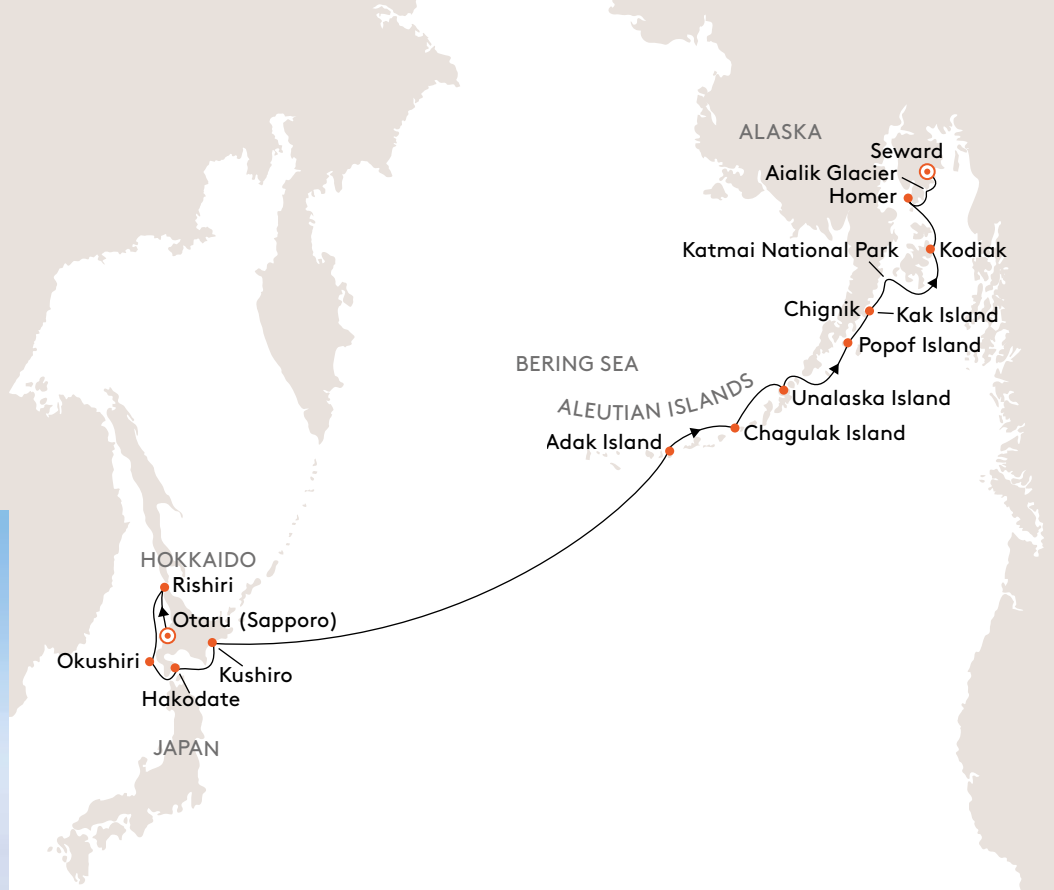 ALASKA
Seward
Aialik Glacier
Homer
Katmai National Park
Kodiak
Chignik
Kak Island
Popof Island
BERING SEA
ALEUTIAN ISLANDS
Unalaska Island
Chagulak Island
Adak Island
HOKKAIDO
Rishiri
Otaru (Sapporo)
Okushiri
Kushiro
Hakodate
JAPAN